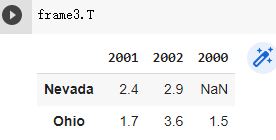 frame3.T
2001 2002 2000
Nevada 2.4 2.9 NaN
Ohio 1.7 3.6 1.5